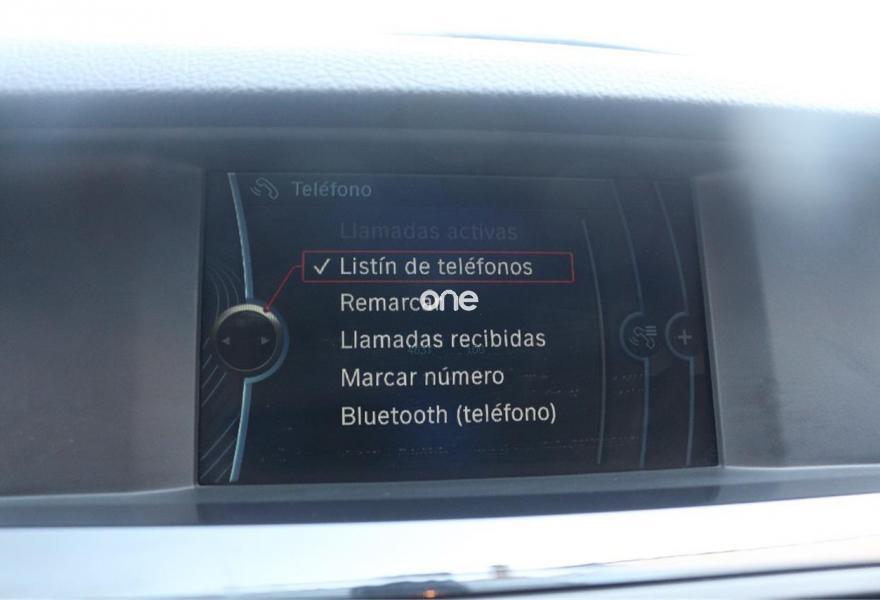 Teléfono
Llamadas activas
✓ Listín de teléfonos
Remarcar
one
Llamadas recibidas
Marcar número
Bluetooth (teléfono)